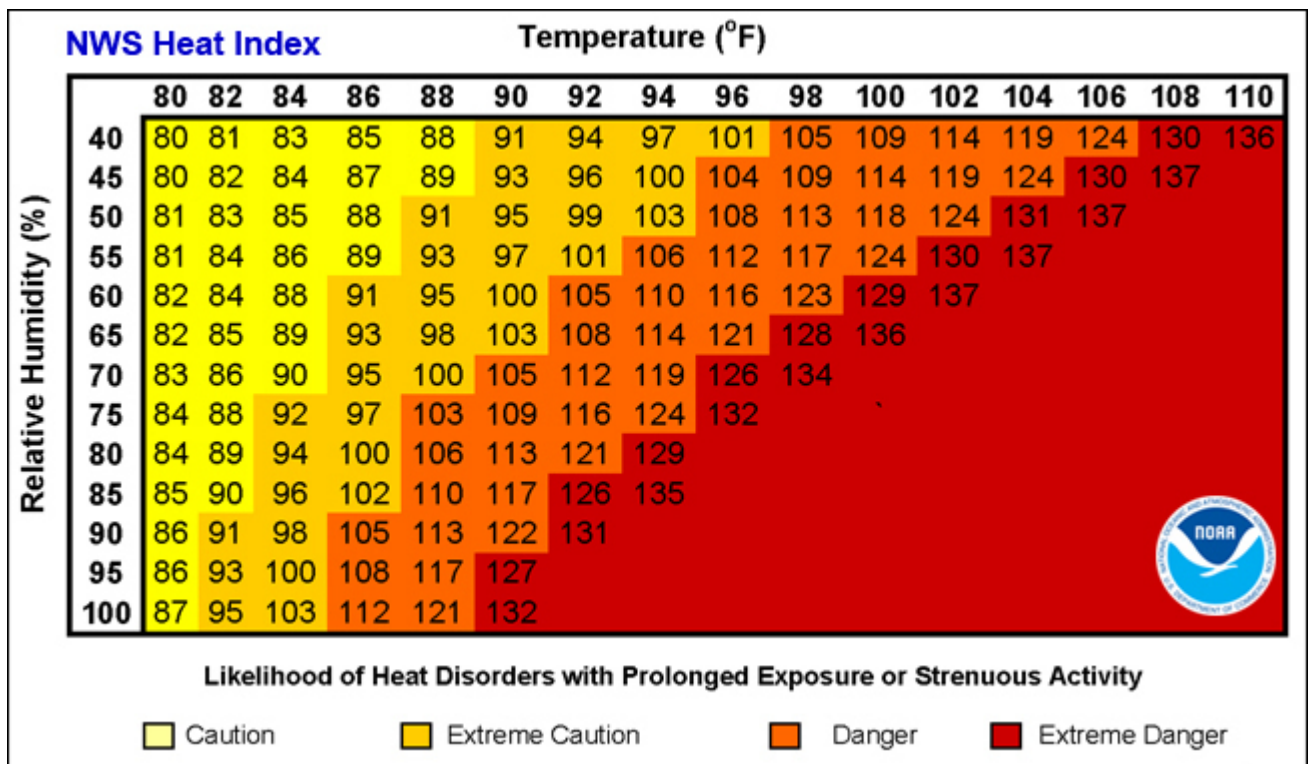 NWS Heat Index
Temperature (°F)
80 82 84 86 88 90 92 94 96 98 100 102 104 106 108 110
Relative Humidity (%)
40 80 81 83 85 88 91 94 97 101 105 109 114 119 124 130 136
45 80 82 84 87 89 93 96 100 104 109 114 119 124 130 137
50 81 83 85 88 91 95 99 103 108 113 118 124 131 137
55 81 84 86 89 93 97 101 106 112 117 124 130 137
60 82 84 88 91 95 100 105 110 116 123 129 137
65 82 85 89 93 98 103 108 114 121 128 136
70 83 86 90 95 100 105 112 119 126 134
75 84 88 92 97 103 109 116 124 132 `
80 84 89 94 100 106 113 121 129
85 85 90 96 102 110 117 126 135
90 86 91 98 105 113 122 131
95 86 93 100 108 117 127
100 87 95 103 112 121 132
NATIONAL OCEANIC AND ATMOSPHERIC ADMINISTRATION
NOAA
U.S. DEPARTMENT OF COMMERCE
Likelihood of Heat Disorders with Prolonged Exposure or Strenuous Activity
Caution Extreme Caution Danger Extreme Danger